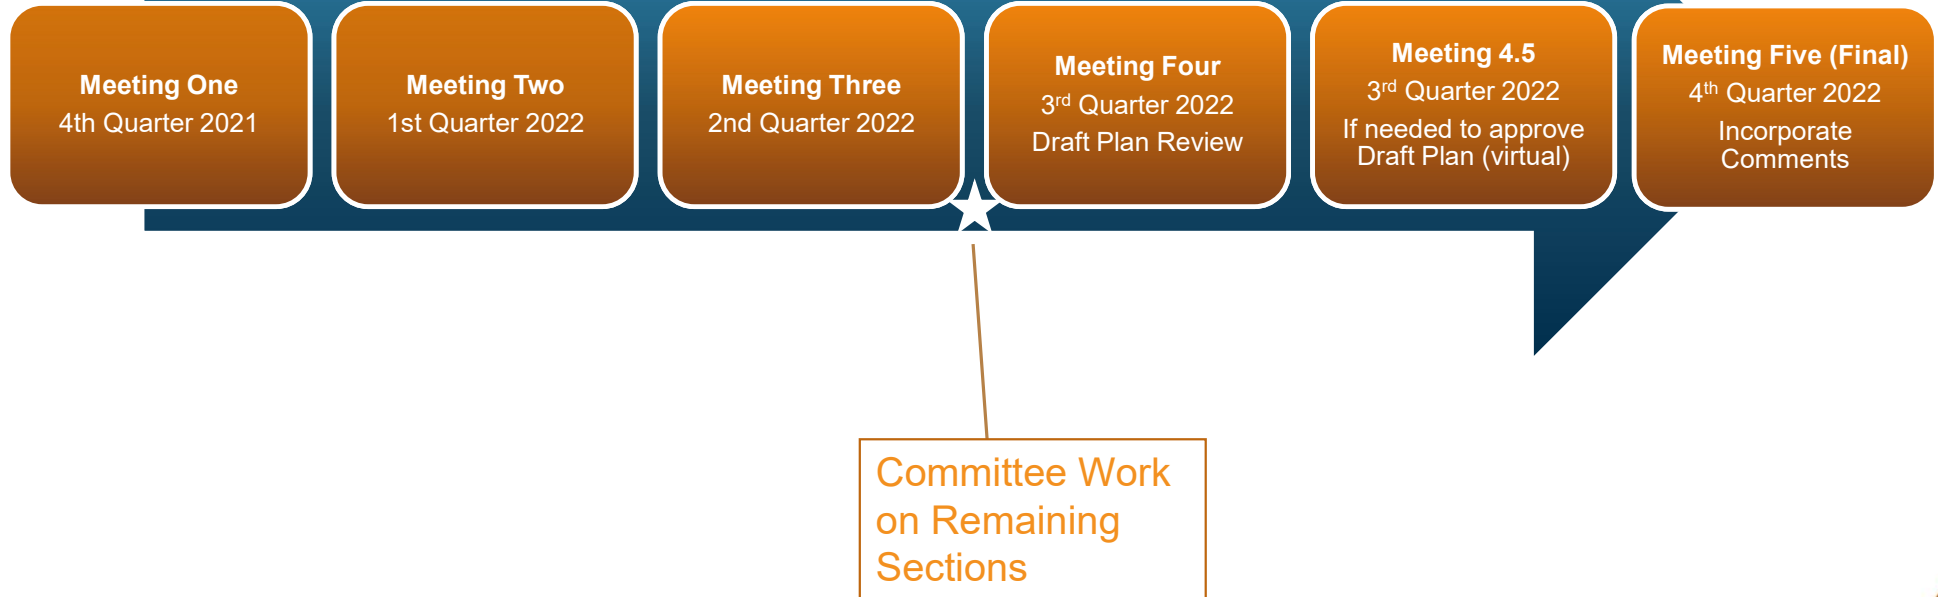 Meeting One
4th Quarter 2021
Meeting Two
1st Quarter 2022
Meeting Three
2nd Quarter 2022
Meeting Four
3rd Quarter 2022
Draft Plan Review
Meeting 4.5
3rd Quarter 2022
If needed to approve
Draft Plan (virtual)
Meeting Five (Final)
4th Quarter 2022
Incorporate
Comments
Committee Work
on Remaining
Sections